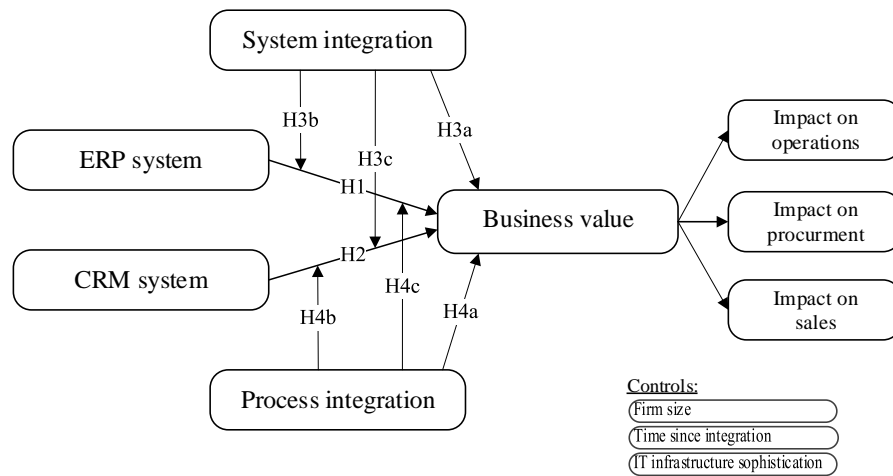 System integration
H3b
H3c
H3a
ERP system
H1
CRM system
H2
Business value
H4b
H4c
H4a
Process integration
Impact on
operations
Impact on
procurment
Impact on
sales
Controls:
Firm size
Time since integration
IT infrastructure sophistication